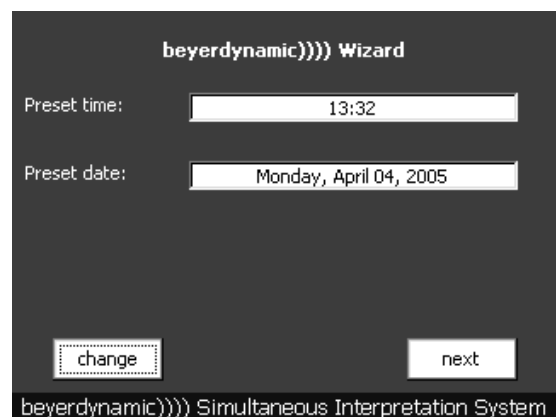 beyerdynamic)))) Wizard
Preset time: 13:32
Preset date: Monday, April 04, 2005
change next
beyerdynamic)))) Simultaneous Interpretation System